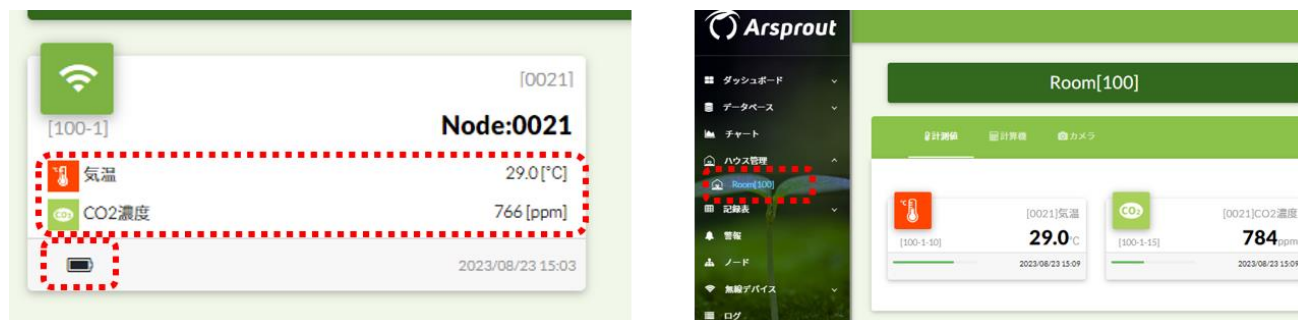 [0021]
[100-1]
Node:0021
気温
29.0 [°C]
CO2濃度
766 [ppm]
2023/08/23 15:03
Arsprout
ダッシュボード
データベース
チャート
ハウス管理
Room[100]
記録表
警報
ノード
無線デバイス
ログ
Room[100]
計測値
計算機
カメラ
[0021]気温
[100-1-10]
29.0°C
2023/08/23 15:09
CO₂
[0021]CO2濃度
[100-1-15]
784ppm
2023/08/23 15:09